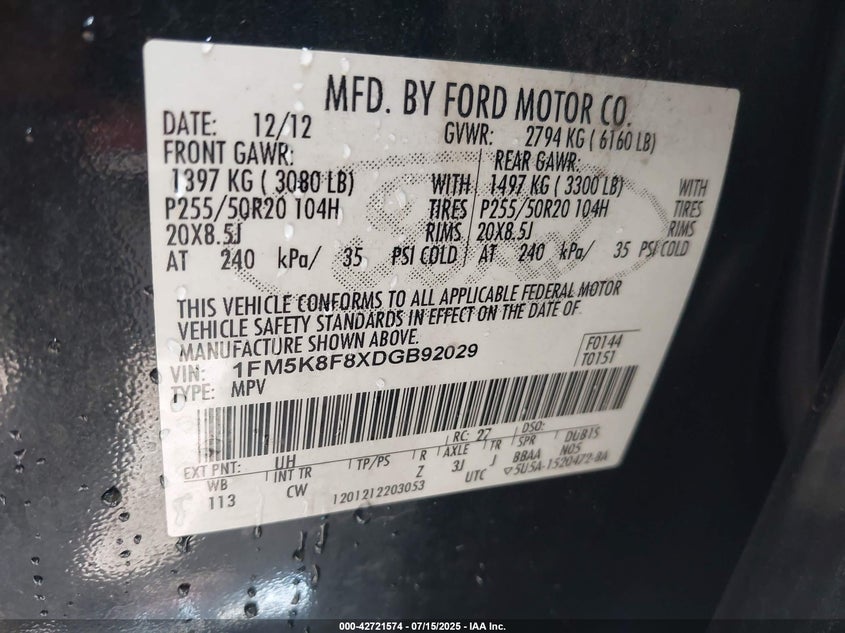 MFD. BY FORD MOTOR CO.
DATE: 12/12 GVWR: 2794 KG ( 6160 LB)
FRONT GAWR: REAR GAWR:
1397 KG ( 3080 LB) WITH 1497 KG ( 3300 LB) WITH
P255/50R20 104H TIRES P255/50R20 104H TIRES
20X8.5J RIMS 20X8.5J RIMS
AT 240 kPa/ 35 PSI COLD AT 240 kPa/ 35 PSI COLD
Ford
THIS VEHICLE CONFORMS TO ALL APPLICABLE FEDERAL MOTOR
VEHICLE SAFETY STANDARDS IN EFFECT ON THE DATE OF
MANUFACTURE SHOWN ABOVE.
VIN: 1FM5K8F8XDGB92029
TYPE: MPV
F0144
T0151
EXT PNT: UH RC: 27 DSO:
WB INT TR TP/PS R AXLE TR SPR DUB15
113 CW Z 3J J BBAA N05
1201212203053 UTC ▽5USA-1520472-BA
000-42721574 | 07/15/2025 - IAA Inc.